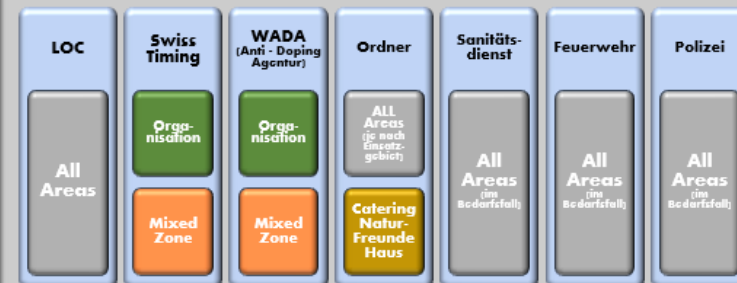 LOC
All
Areas
Swiss
Timing
Orga-
nisation
Mixed
Zone
WADA
(Anti - Doping
Agentur)
Orga-
nisation
Mixed
Zone
Ordner
ALL
Areas
(je nach
Einsatz-
gebiet)
Catering
Natur-
Freunde
Haus
Sanitäts-
dienst
All
Areas
(im
Bedarfsfall)
Feuerwehr
All
Areas
(im
Bedarfsfall)
Polizei
All
Areas
(im
Bedarfsfall)